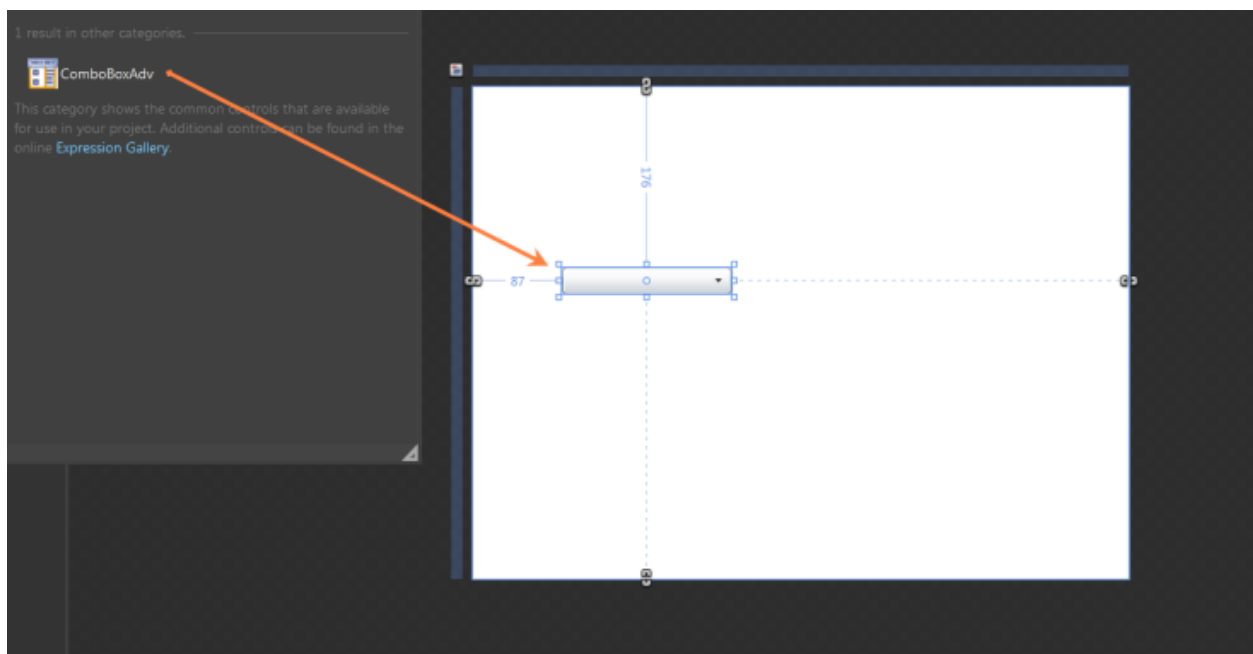 1 result in other categories.
ComboBoxAdv
This category shows the common controls that are available
for use in your project. Additional controls can be found in the
online Expression Gallery.
176
87